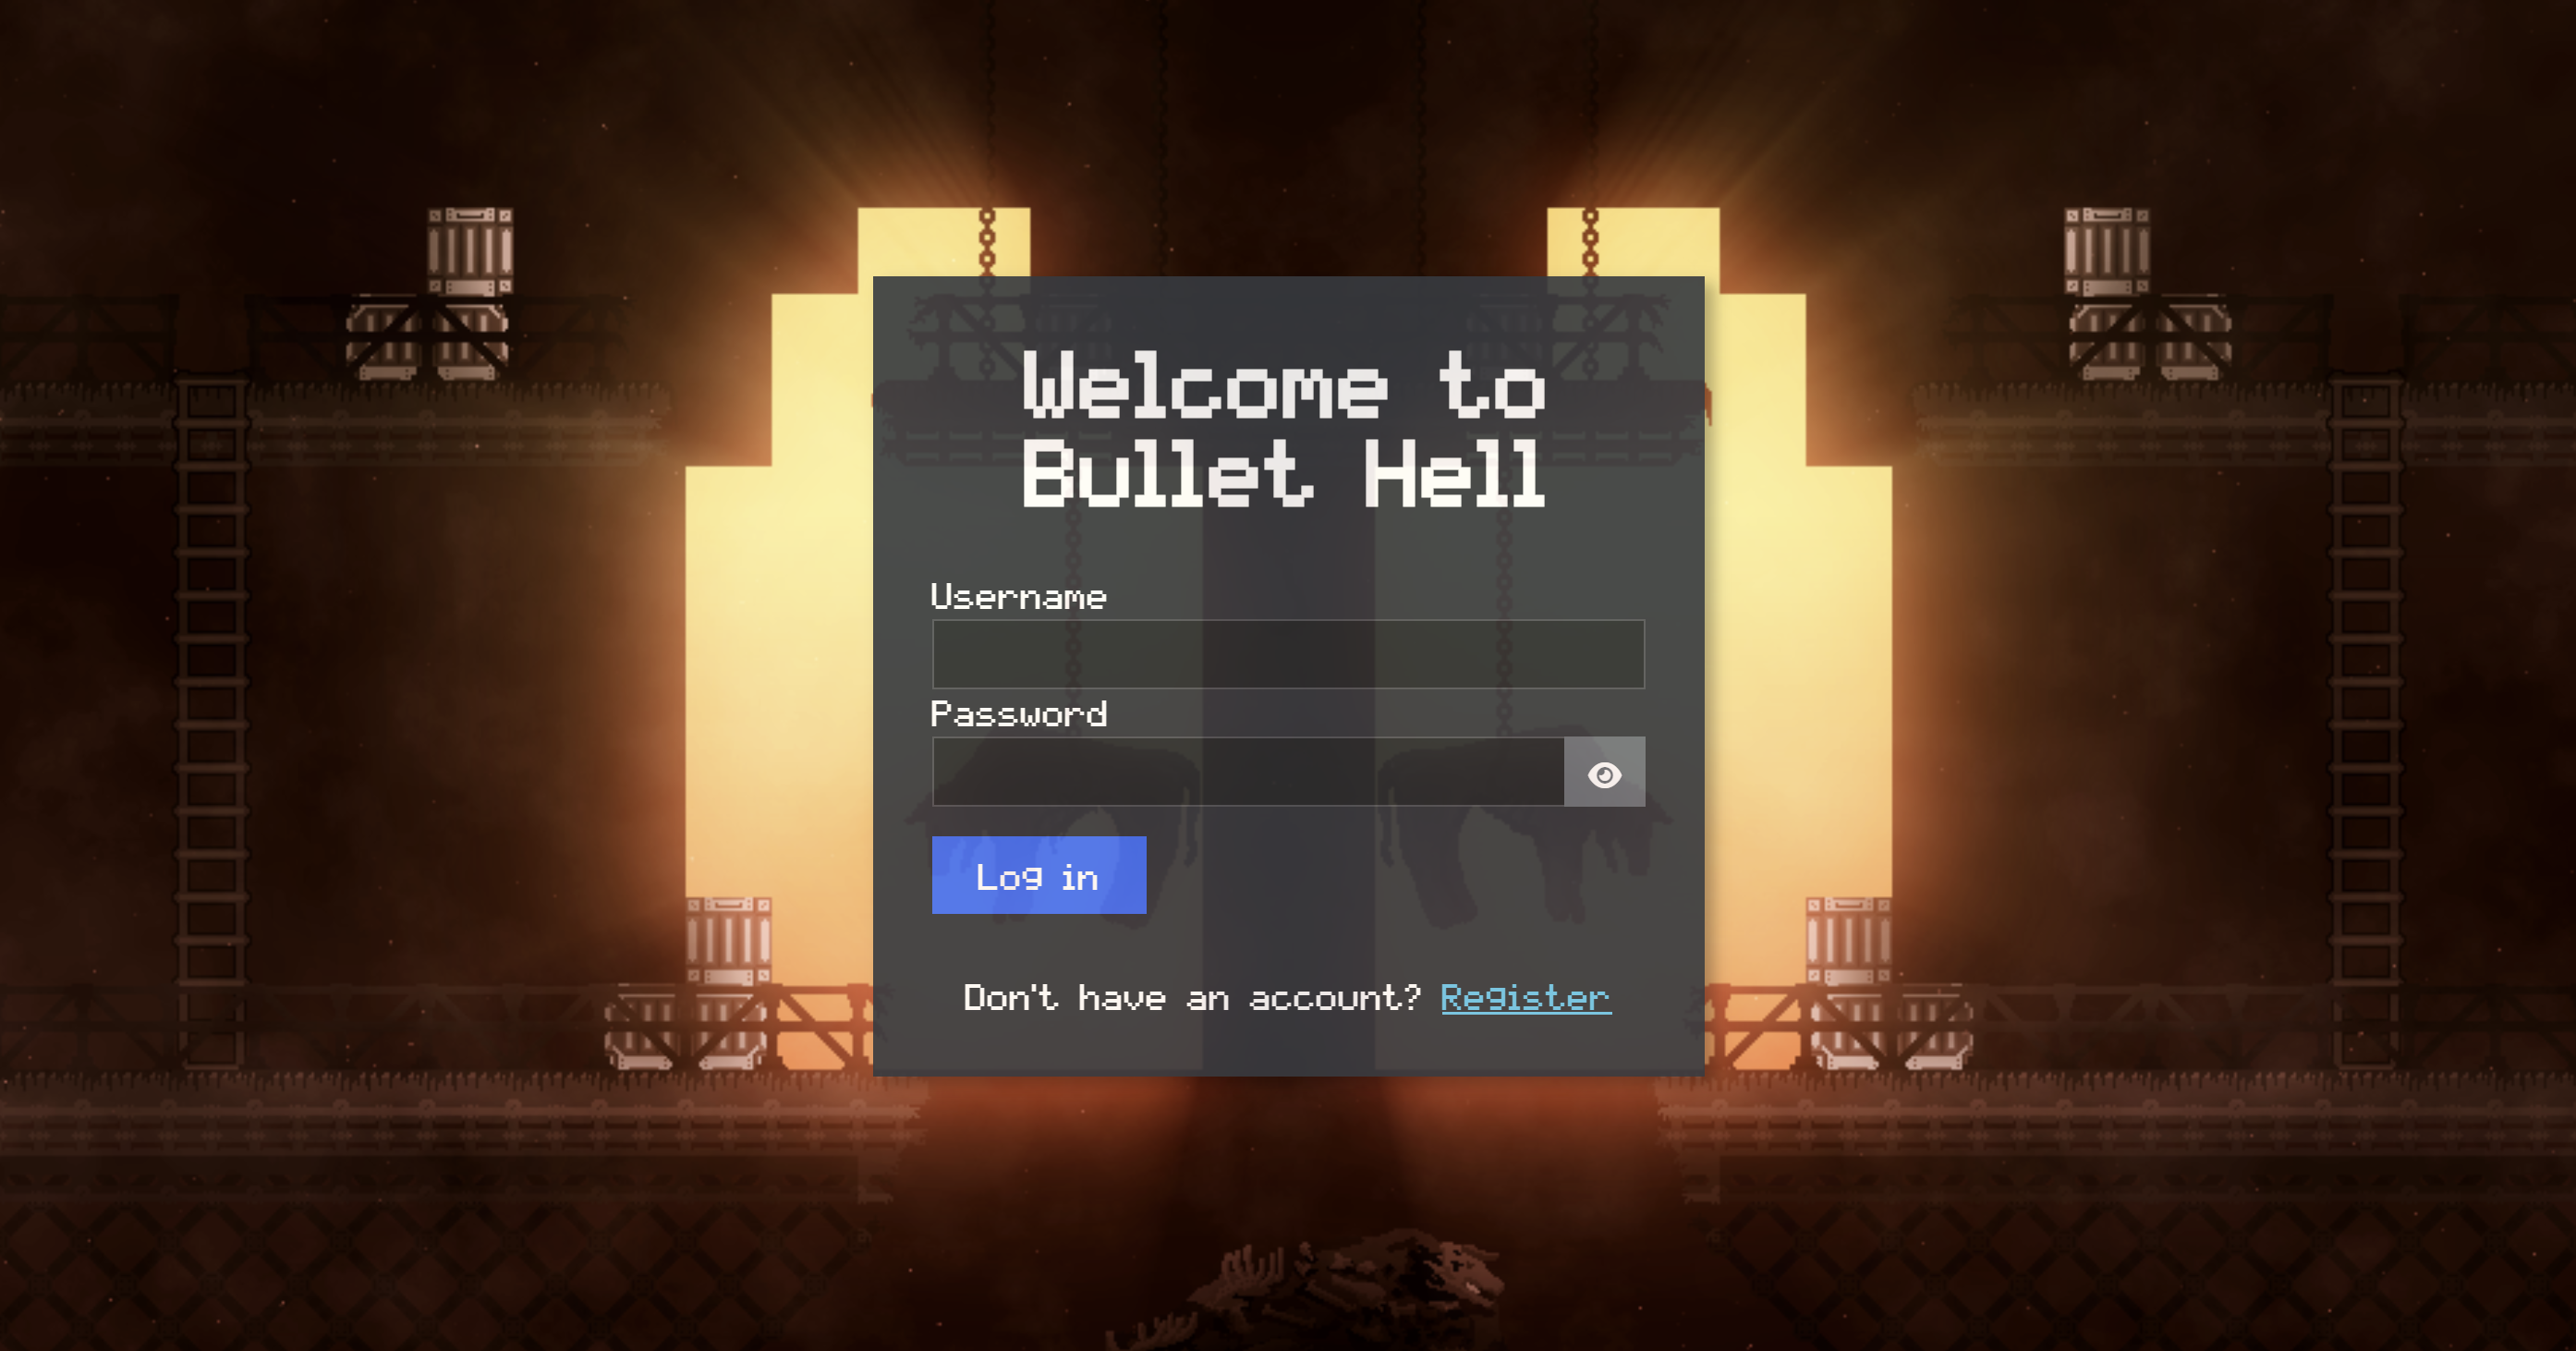 Welcome to
Bullet Hell
Username
Password
Log in
Don't have an account? Register